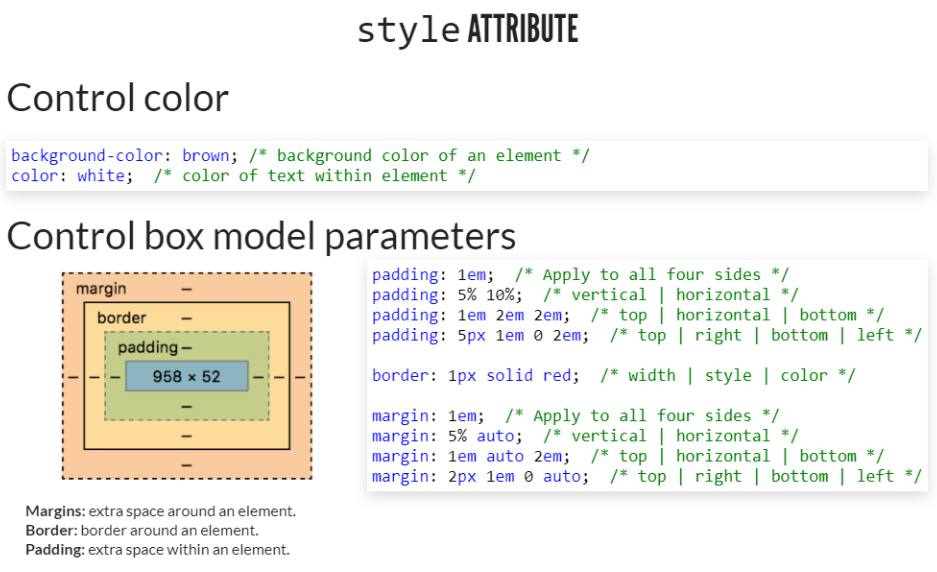 style ATTRIBUTE
Control color
background-color: brown; /* background color of an element */
color: white;  /* color of text within element */
Control box model parameters
margin –
border –
padding –
– – – 958 × 52 – – –
–
–
–
padding: 1em;  /* Apply to all four sides */
padding: 5% 10%;  /* vertical | horizontal */
padding: 1em 2em 2em;  /* top | horizontal | bottom */
padding: 5px 1em 0 2em;  /* top | right | bottom | left */
border: 1px solid red;  /* width | style | color */
margin: 1em;  /* Apply to all four sides */
margin: 5% auto;  /* vertical | horizontal */
margin: 1em auto 2em;  /* top | horizontal | bottom */
margin: 2px 1em 0 auto;  /* top | right | bottom | left */
Margins: extra space around an element.
Border: border around an element.
Padding: extra space within an element.